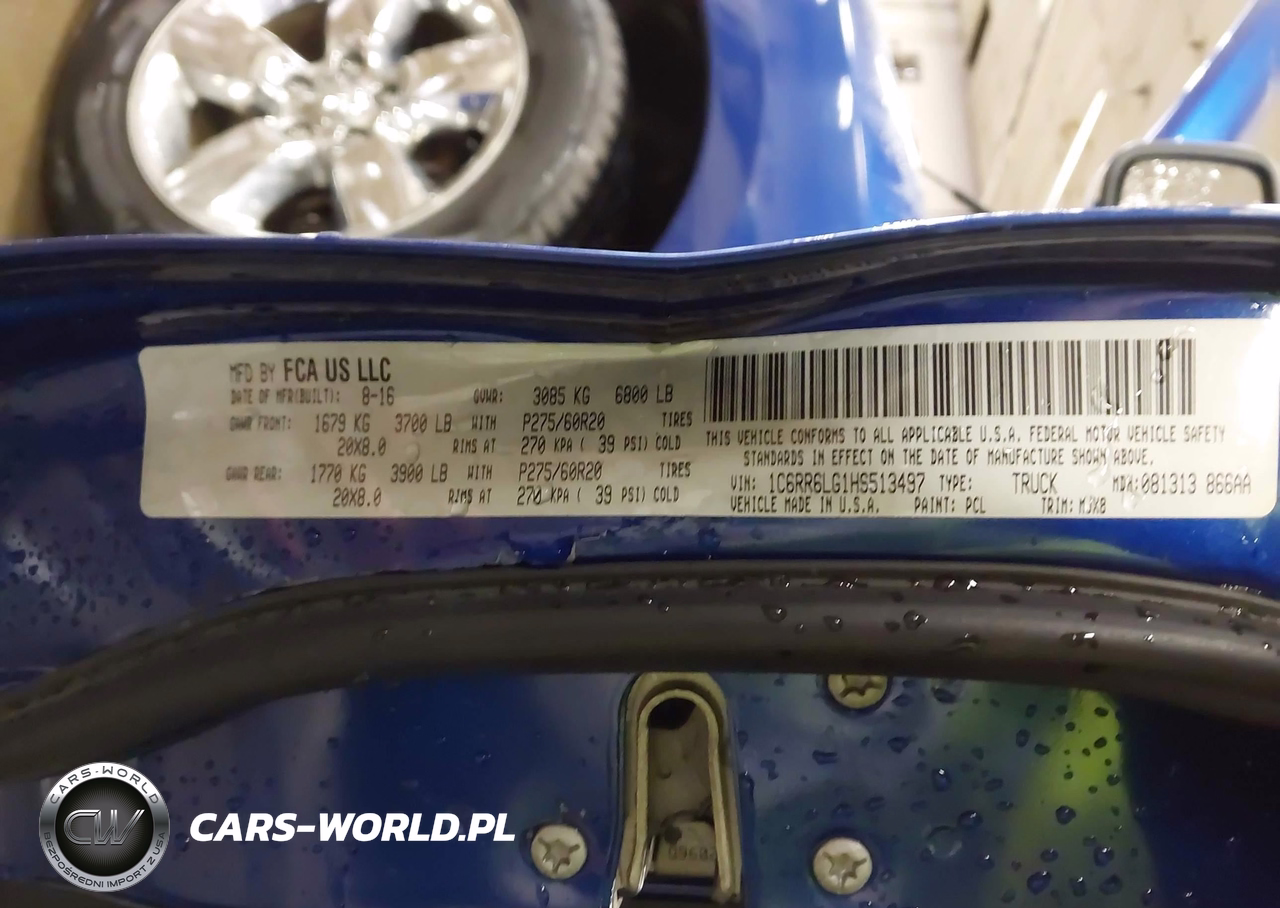 MFD BY FCA US LLC
DATE OF MFR(BUILT): 8-16 GVWR: 3085 KG 6800 LB
GAWR FRONT: 1679 KG 3700 LB WITH P275/60R20 TIRES
20X8.0 RIMS AT 270 KPA ( 39 PSI) COLD
GAWR REAR: 1770 KG 3900 LB WITH P275/60R20 TIRES
20X8.0 RIMS AT 270 KPA ( 39 PSI) COLD
THIS VEHICLE CONFORMS TO ALL APPLICABLE U.S.A. FEDERAL MOTOR VEHICLE SAFETY
STANDARDS IN EFFECT ON THE DATE OF MANUFACTURE SHOWN ABOVE.
VIN: 1C6RR6LG1HS513497 TYPE: TRUCK MDH:081313 866AA
VEHICLE MADE IN U.S.A. PAINT: PCL TRIM: MJX8
CARS-WORLD
CW
BEZPOŚREDNI IMPORT Z USA
CARS-WORLD.PL